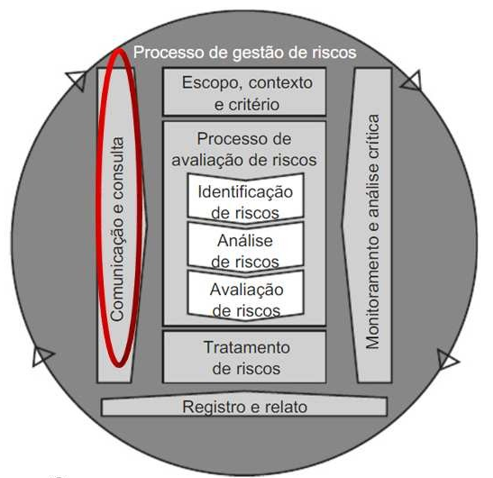 Processo de gestão de riscos
Escopo, contexto
e critério
Comunicação e consulta
Processo de
avaliação de riscos
Identificação
de riscos
Análise
de riscos
Avaliação
de riscos
Monitoramento e análise crítica
Tratamento
de riscos
Registro e relato